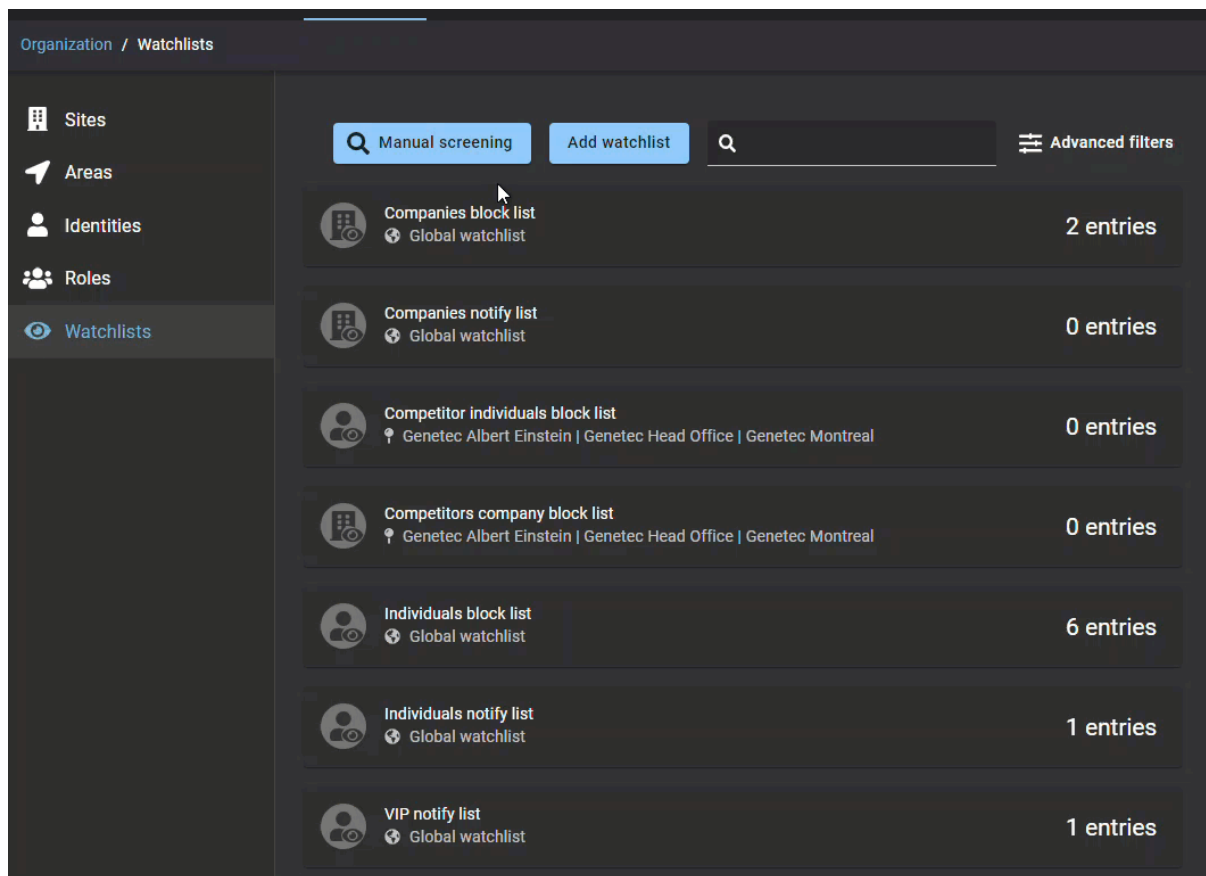 Organization / Watchlists
Sites
Areas
Identities
Roles
Watchlists
Manual screening
Add watchlist
Advanced filters
Companies block list
Global watchlist
2 entries
Companies notify list
Global watchlist
0 entries
Competitor individuals block list
Genetec Albert Einstein | Genetec Head Office | Genetec Montreal
0 entries
Competitors company block list
Genetec Albert Einstein | Genetec Head Office | Genetec Montreal
0 entries
Individuals block list
Global watchlist
6 entries
Individuals notify list
Global watchlist
1 entries
VIP notify list
Global watchlist
1 entries